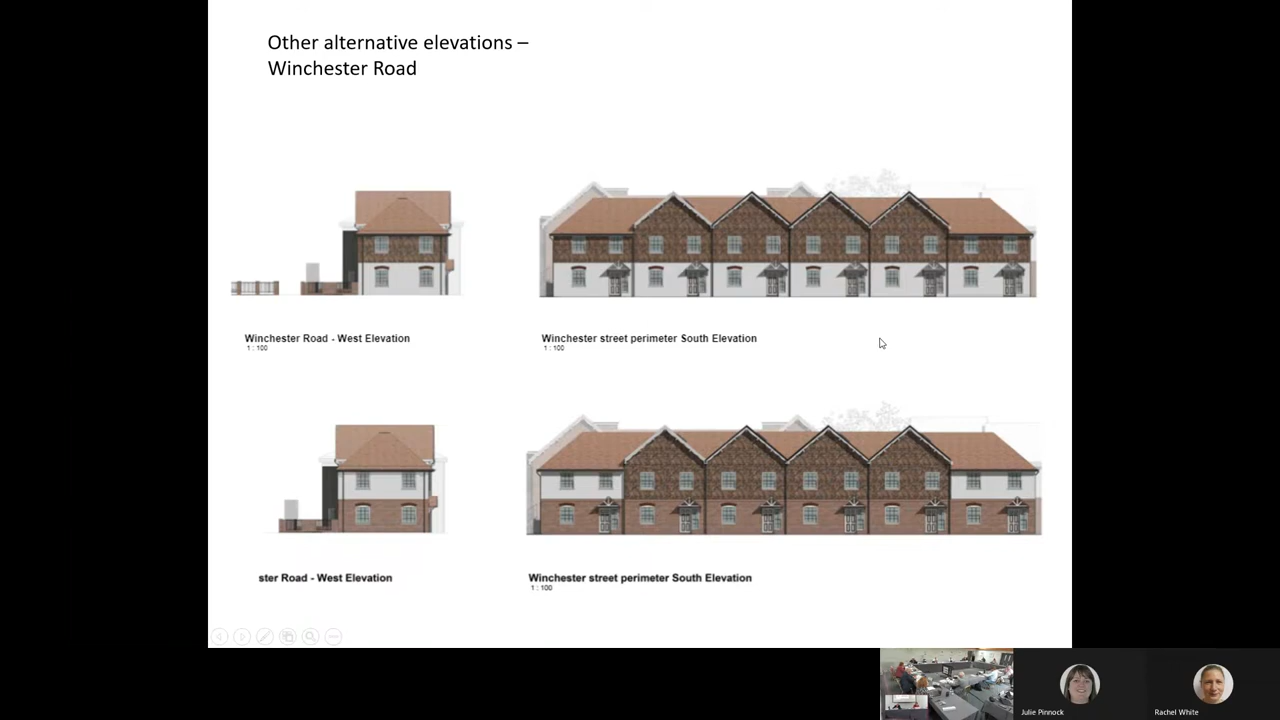 Other alternative elevations –
Winchester Road
Winchester Road - West Elevation
1 : 100
Winchester street perimeter South Elevation
1 : 100
ster Road - West Elevation
Winchester street perimeter South Elevation
1 : 100
Julie Pinnock
Rachel White